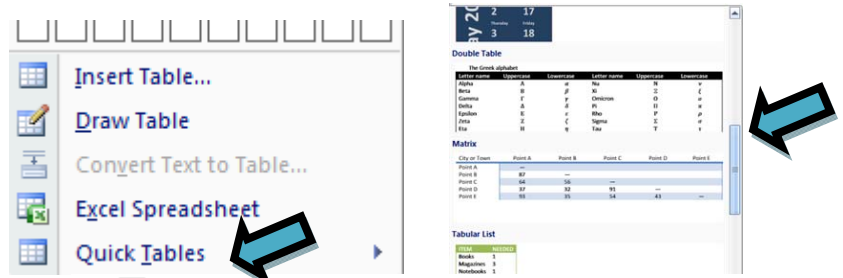 Insert Table...
Draw Table
Convert Text to Table...
Excel Spreadsheet
Quick Tables
ay 20
2 17
Thursday Friday
3 18
Double Table
The Greek alphabet
Letter name Uppercase Lowercase Letter name Uppercase Lowercase
Alpha Α α Nu Ν ν
Beta Β β Xi Ξ ξ
Gamma Γ γ Omicron Ο ο
Delta Δ δ Pi Π π
Epsilon Ε ε Rho Ρ ρ
Zeta Ζ ζ Sigma Σ σ
Eta Η η Tau Τ τ
Matrix
City or Town Point A Point B Point C Point D Point E
Point A —
Point B 87 —
Point C 64 56 —
Point D 37 32 91 —
Point E 93 35 54 43 —
Tabular List
ITEM NEEDED
Books 1
Magazines 3
Notebooks 1